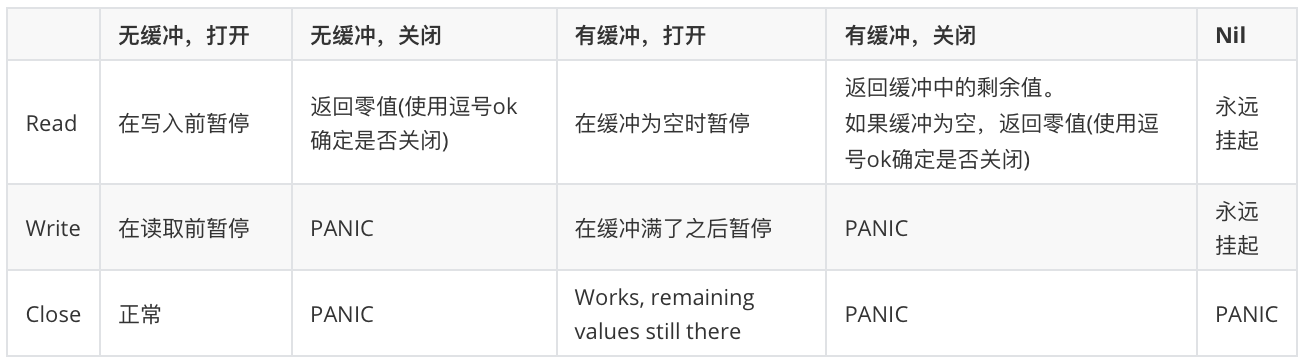 无缓冲，打开
无缓冲，关闭
有缓冲，打开
有缓冲，关闭
Nil
Read
在写入前暂停
返回零值(使用逗号ok
确定是否关闭)
在缓冲为空时暂停
返回缓冲中的剩余值。
如果缓冲为空，返回零值(使用逗
号ok确定是否关闭)
永远
挂起
Write
在读取前暂停
PANIC
在缓冲满了之后暂停
PANIC
永远
挂起
Close
正常
PANIC
Works, remaining
values still there
PANIC
PANIC